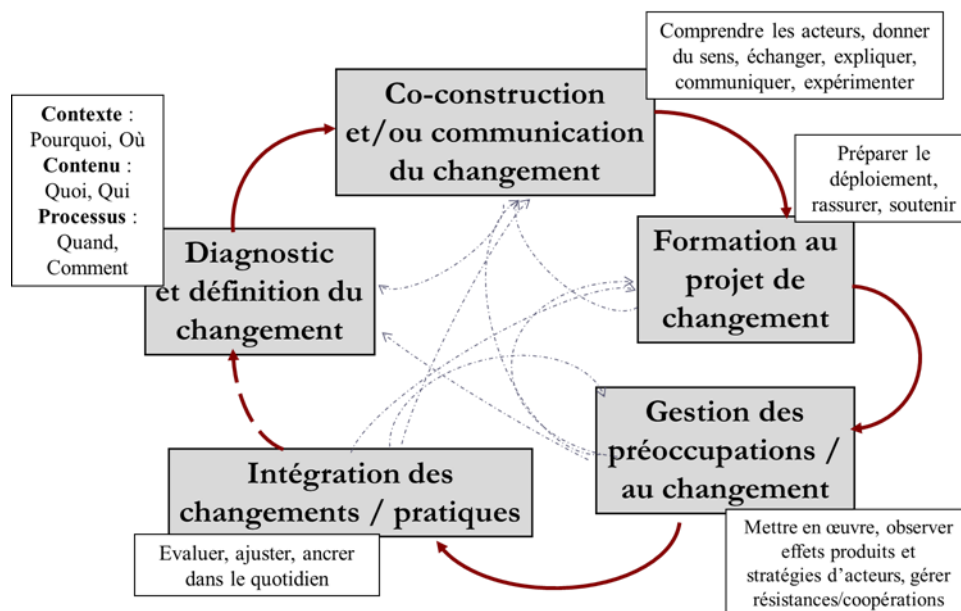 Contexte :
Pourquoi, Où
Contenu :
Quoi, Qui
Processus :
Quand,
Comment
Diagnostic
et définition du
changement
Co-construction
et/ou communication
du changement
Comprendre les acteurs, donner
du sens, échanger, expliquer,
communiquer, expérimenter
Formation au
projet de
changement
Préparer le
déploiement,
rassurer, soutenir
Gestion des
préoccupations /
au changement
Mettre en œuvre, observer
effets produits et
stratégies d’acteurs, gérer
résistances/coopérations
Intégration des
changements / pratiques
Evaluer, ajuster, ancrer
dans le quotidien